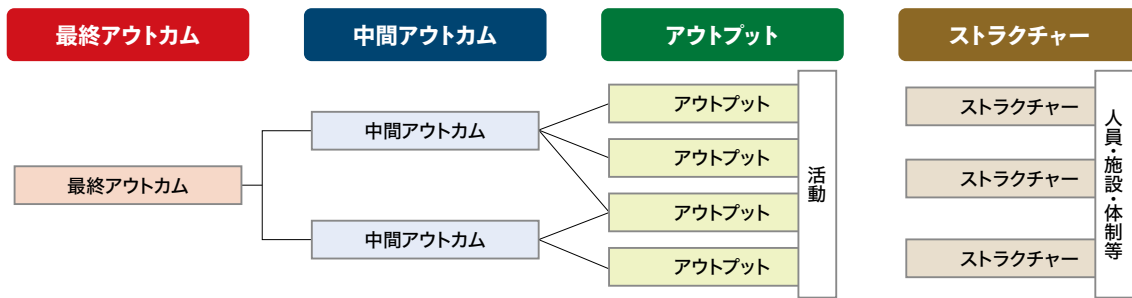 最終アウトカム
中間アウトカム
アウトプット
ストラクチャー
最終アウトカム
中間アウトカム
中間アウトカム
アウトプット
アウトプット
アウトプット
アウトプット
活動
ストラクチャー
ストラクチャー
ストラクチャー
人員・施設・体制等